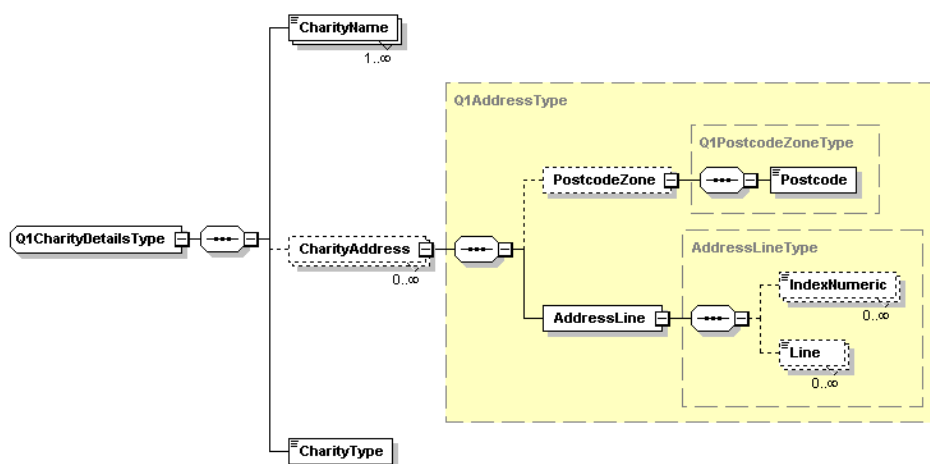 CharityName
1..∞
Q1AddressType
Q1PostcodeZoneType
PostcodeZone
Postcode
Q1CharityDetailsType
CharityAddress
0..∞
AddressLineType
IndexNumeric
0..∞
AddressLine
Line
0..∞
CharityType